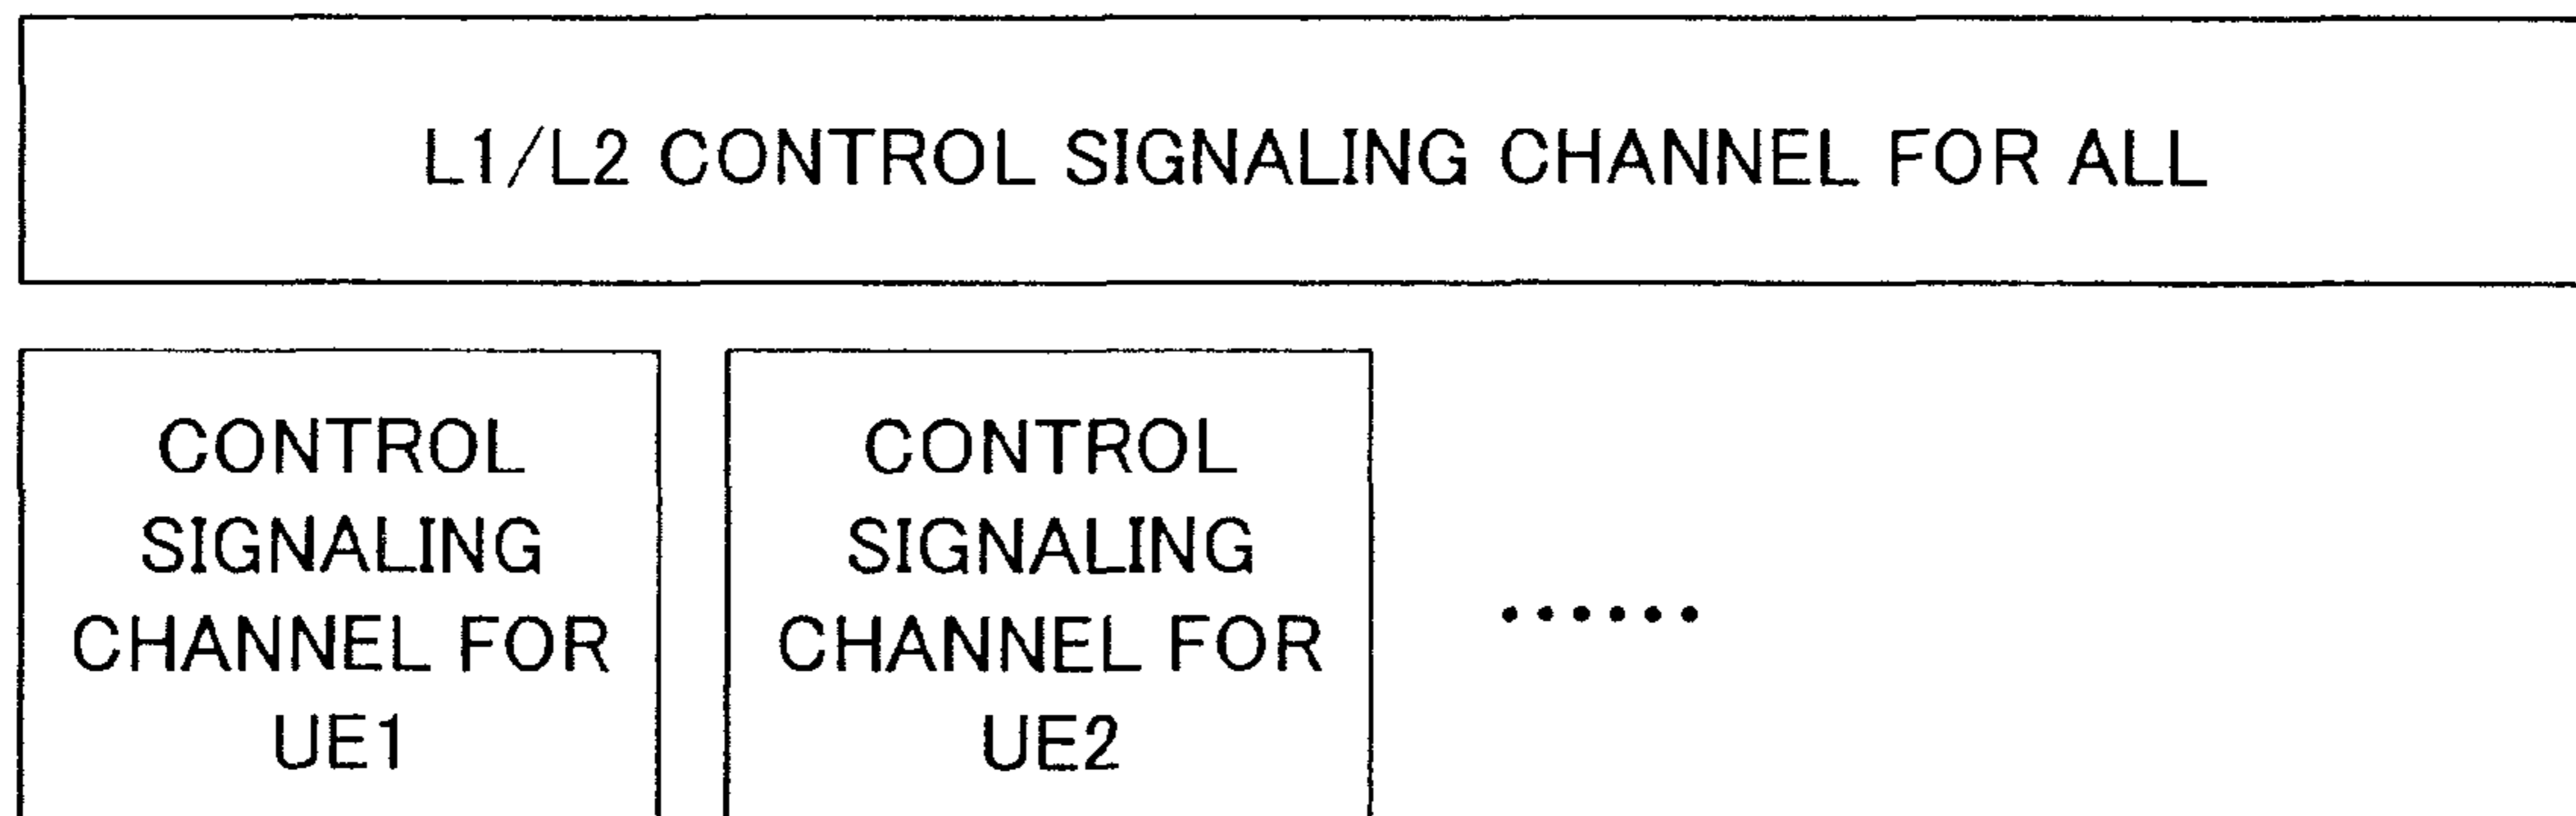 L1/L2 CONTROL SIGNALING CHANNEL FOR ALL
CONTROL
SIGNALING
CHANNEL FOR
UE1
CONTROL
SIGNALING
CHANNEL FOR
UE2
......